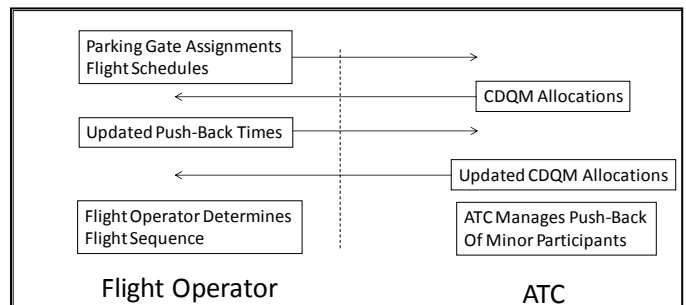 Parking Gate Assignments
Flight Schedules
CDQM Allocations
Updated Push-Back Times
Updated CDQM Allocations
Flight Operator Determines
Flight Sequence
ATC Manages Push-Back
Of Minor Participants
Flight Operator
ATC